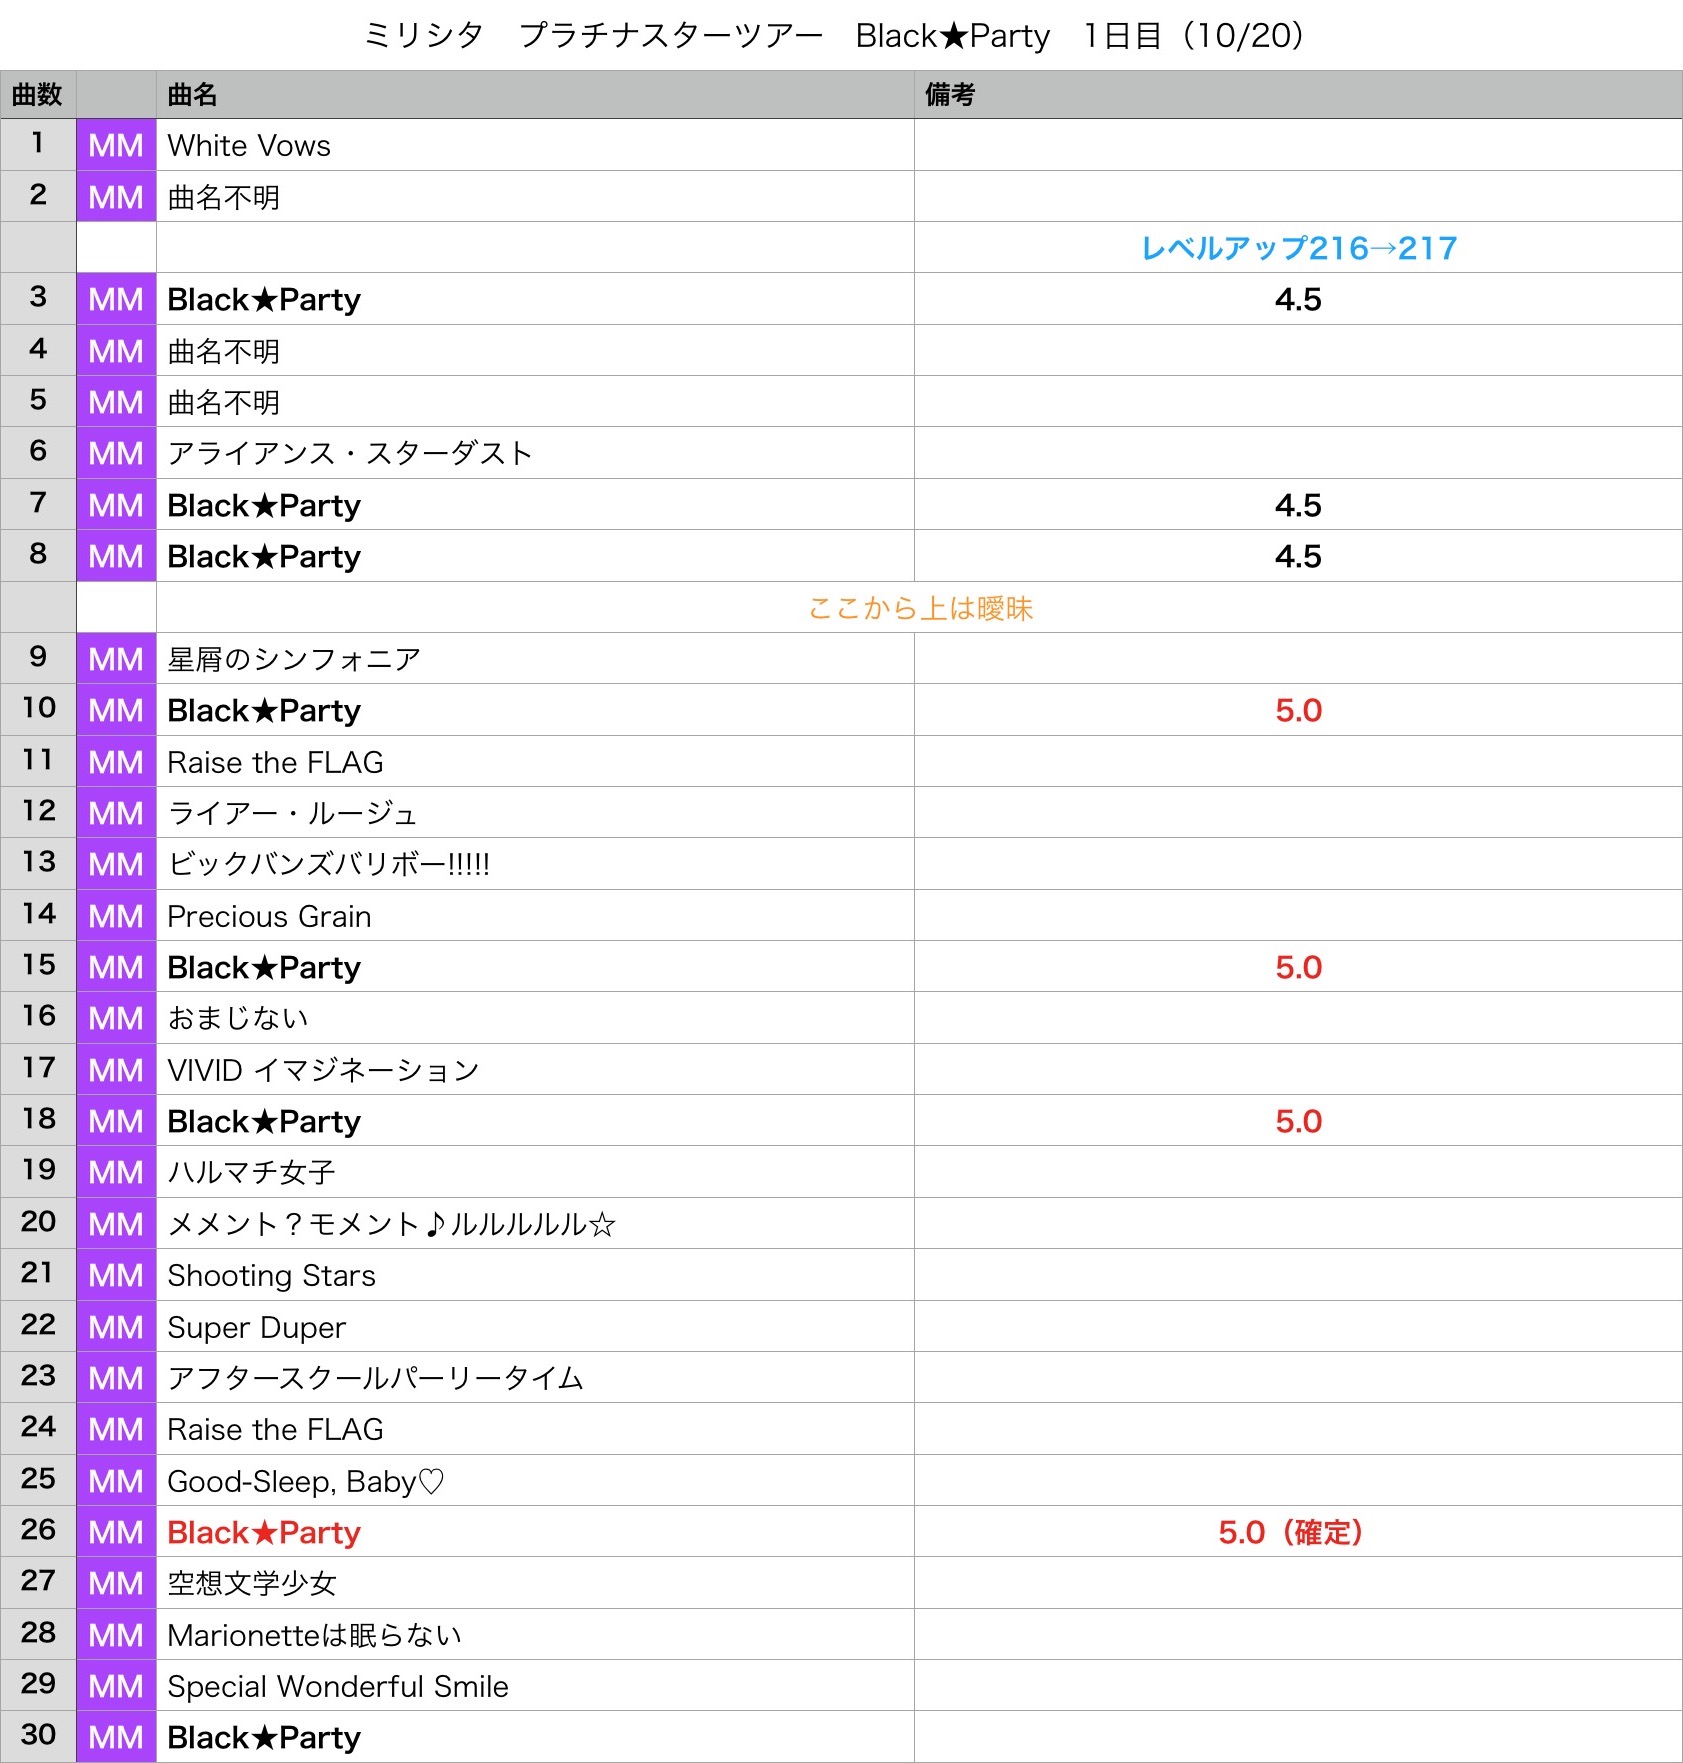 ミリシタ　プラチナスターツアー　Black★Party　1日目（10/20）
曲数 曲名 備考
1 MM White Vows
2 MM 曲名不明
レベルアップ216→217
3 MM Black★Party 4.5
4 MM 曲名不明
5 MM 曲名不明
6 MM アライアンス・スターダスト
7 MM Black★Party 4.5
8 MM Black★Party 4.5
ここから上は曖昧
9 MM 星屑のシンフォニア
10 MM Black★Party 5.0
11 MM Raise the FLAG
12 MM ライアー・ルージュ
13 MM ビックバンズバリボー!!!!!
14 MM Precious Grain
15 MM Black★Party 5.0
16 MM おまじない
17 MM VIVID イマジネーション
18 MM Black★Party 5.0
19 MM ハルマチ女子
20 MM メメント？モメント♪ルルルルル☆
21 MM Shooting Stars
22 MM Super Duper
23 MM アフタースクールパーリータイム
24 MM Raise the FLAG
25 MM Good-Sleep, Baby♡
26 MM Black★Party 5.0（確定）
27 MM 空想文学少女
28 MM Marionetteは眠らない
29 MM Special Wonderful Smile
30 MM Black★Party